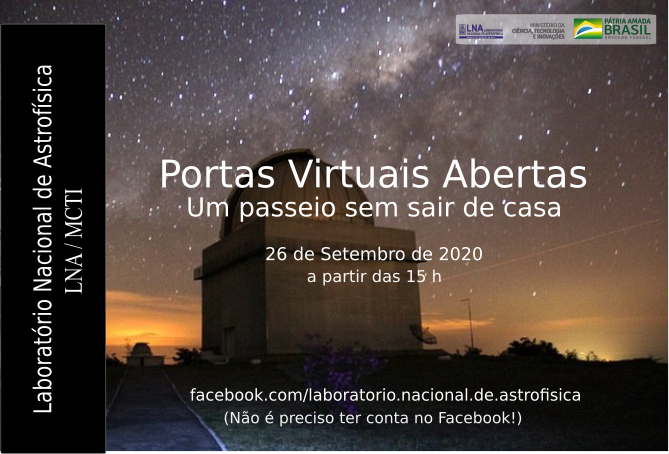 LNA
MINISTÉRIO DA
CIÊNCIA, TECNOLOGIA
E INOVAÇÕES
PÁTRIA AMADA
BRASIL
GOVERNO FEDERAL
Laboratório Nacional de Astrofísica
LNA / MCTI
Portas Virtuais Abertas
Um passeio sem sair de casa
26 de Setembro de 2020
a partir das 15 h
facebook.com/laboratorio.nacional.de.astrofisica
(Não é preciso ter conta no Facebook!)